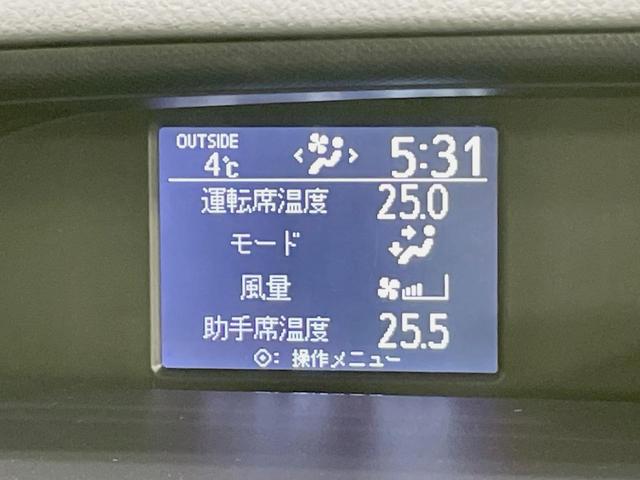 OUTSIDE
4℃ 5:31
運転席温度 25.0
モード
風量
助手席温度 25.5
: 操作メニュー